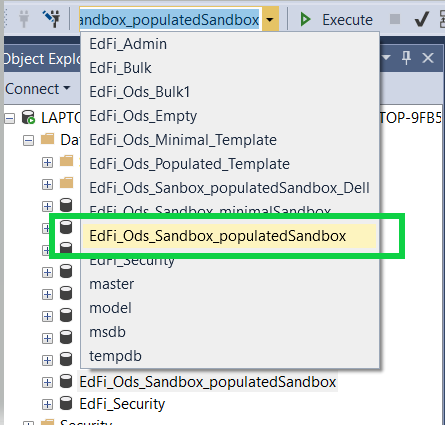 andbox_populatedSandbox
Execute
Object Explo
Connect
LAPTO
TOP-9FB5
Dat
EdFi_Admin
EdFi_Bulk
EdFi_Ods_Bulk1
EdFi_Ods_Empty
EdFi_Ods_Minimal_Template
EdFi_Ods_Populated_Template
EdFi_Ods_Sanbox_populatedSandbox_Dell
EdFi_Ods_Sandbox_minimalSandbox
EdFi_Ods_Sandbox_populatedSandbox
EdFi_Security
master
model
msdb
tempdb
EdFi_Ods_Sandbox_populatedSandbox
EdFi_Security
Security